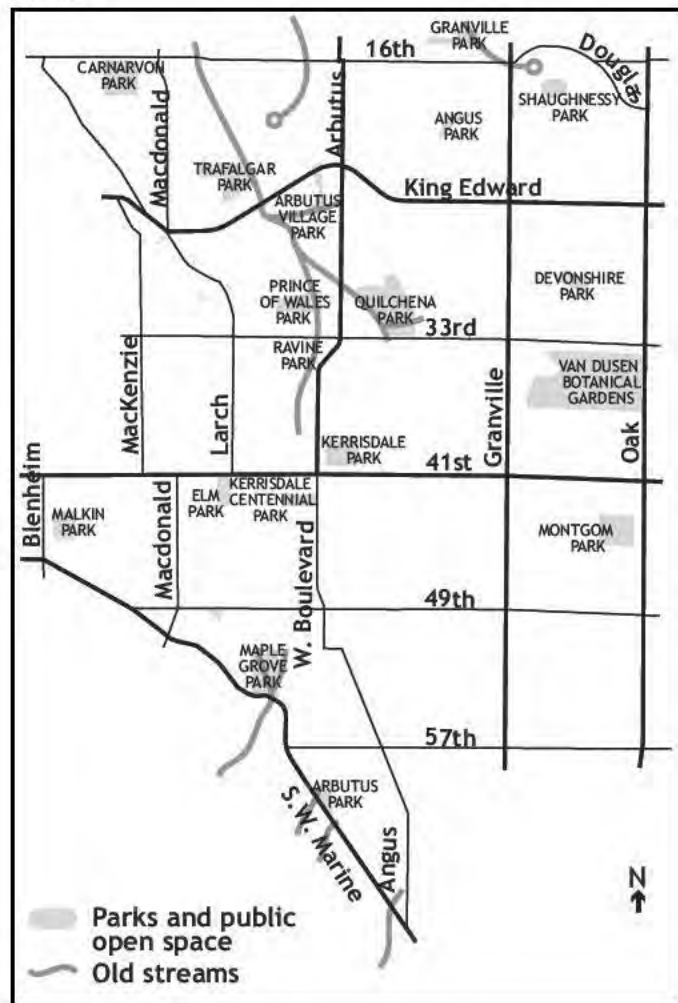 GRANVILLE
PARK
16th
Douglas
CARNARVON
PARK
Macdonald
Arbutus
SHAUGHNESSY
PARK
ANGUS
PARK
TRAFALGAR
PARK
King Edward
ARBUTUS
VILLAGE
PARK
DEVONSHIRE
PARK
PRINCE
OF WALES
PARK
QUILCHENA
PARK
33rd
RAVINE
PARK
VAN DUSEN
BOTANICAL
GARDENS
MacKenzie
Larch
Granville
Oak
KERRISDALE
PARK
41st
Blenheim
MALKIN
PARK
Macdonald
ELM
PARK
KERRISDALE
CENTENNIAL
PARK
W. Boulevard
MONTGOM
PARK
49th
MAPLE
GROVE
PARK
57th
ARBUTUS
PARK
S.W. Marine
Angus
N
Parks and public
open space
Old streams